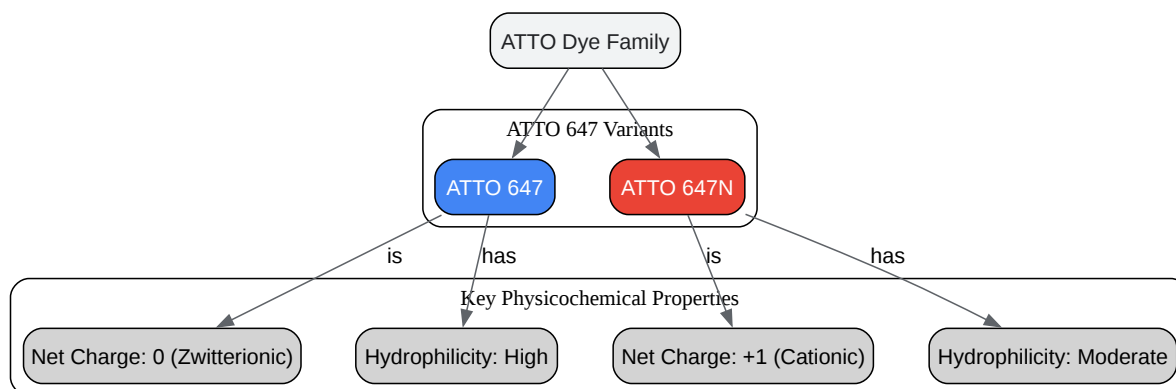 ATTO Dye Family
ATTO 647 Variants
ATTO 647
ATTO 647N
is
has
is
has
Key Physicochemical Properties
Net Charge: 0 (Zwitterionic)
Hydrophilicity: High
Net Charge: +1 (Cationic)
Hydrophilicity: Moderate